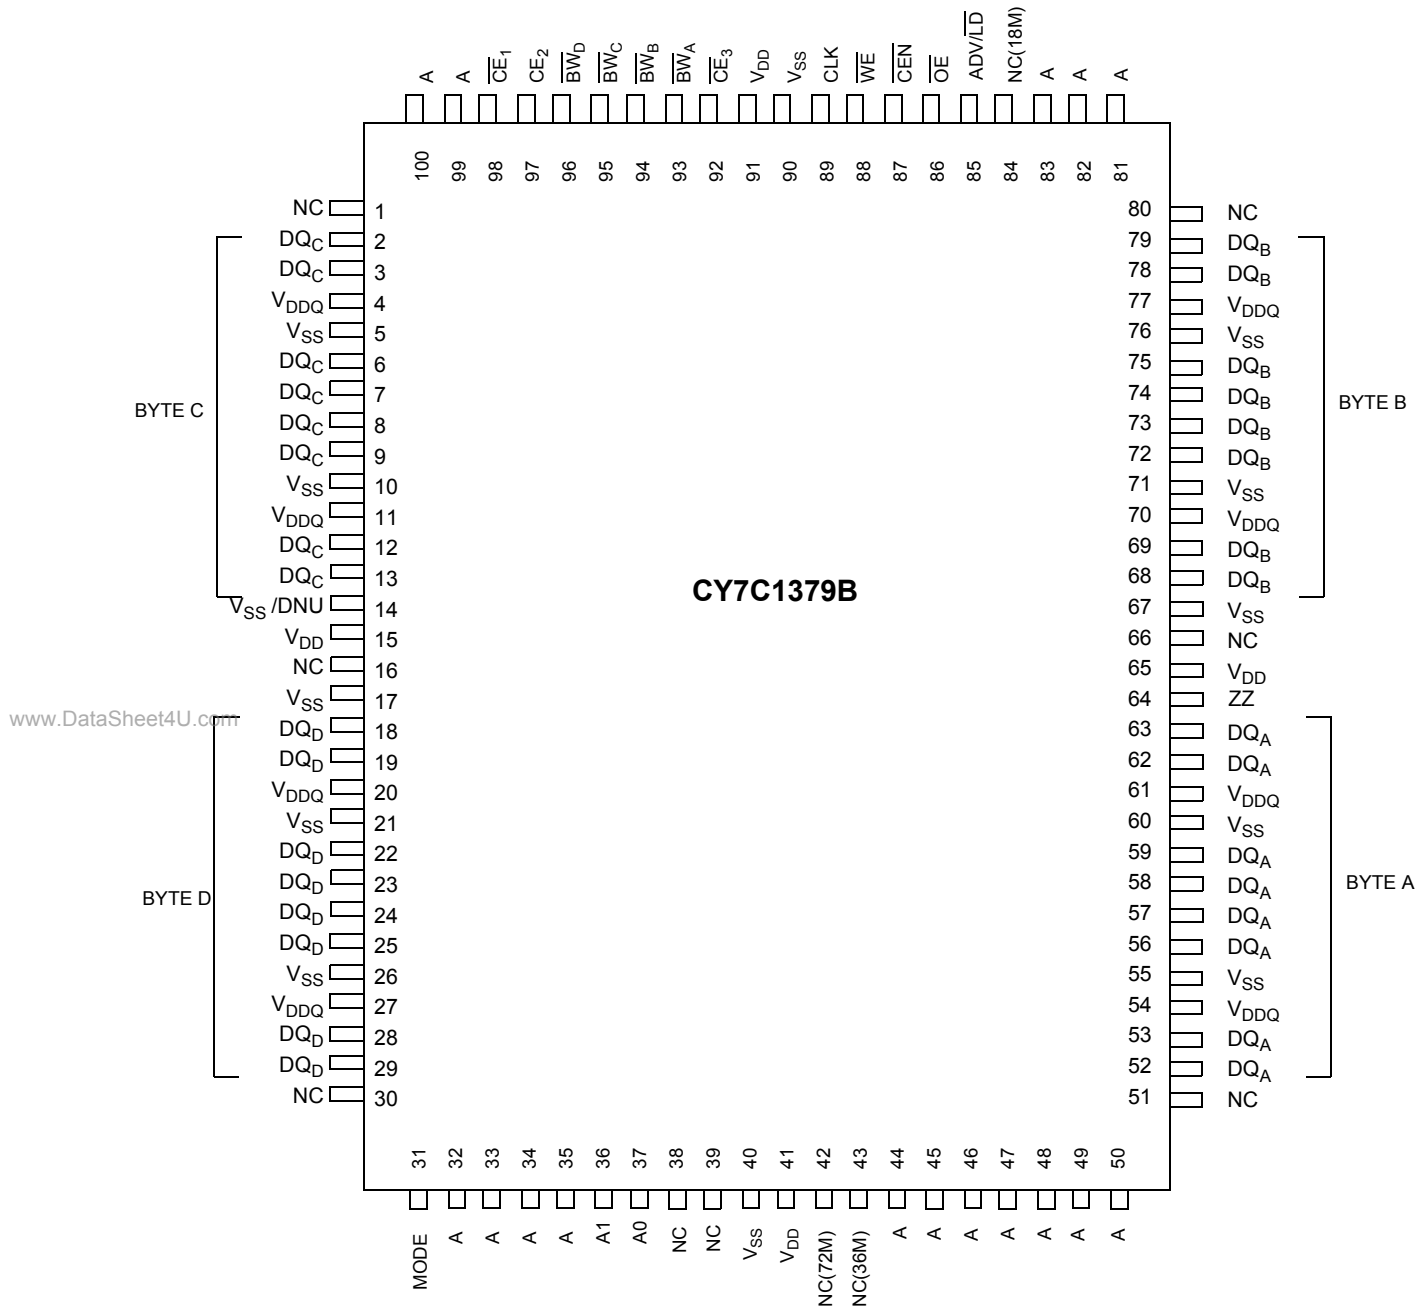 A A CE1 CE2 BWD BWC BWB BWA CE3 VDD VSS CLK WE CEN OE ADV/LD NC(18M) A A A
100 99 98 97 96 95 94 93 92 91 90 89 88 87 86 85 84 83 82 81
NC 1 80 NC
DQC 2 79 DQB
DQC 3 78 DQB
VDDQ 4 77 VDDQ
VSS 5 76 VSS
DQC 6 75 DQB
DQC 7 74 DQB
BYTE C BYTE B
DQC 8 73 DQB
DQC 9 72 DQB
VSS 10 71 VSS
VDDQ 11 70 VDDQ
DQC 12 69 DQB
DQC 13 68 DQB
CY7C1379B
VSS/DNU 14 67 VSS
VDD 15 66 NC
NC 16 65 VDD
VSS 17 64 ZZ
www.DataSheet4U.com
DQD 18 63 DQA
DQD 19 62 DQA
VDDQ 20 61 VDDQ
VSS 21 60 VSS
DQD 22 59 DQA
DQD 23 58 DQA
BYTE D BYTE A
DQD 24 57 DQA
DQD 25 56 DQA
VSS 26 55 VSS
VDDQ 27 54 VDDQ
DQD 28 53 DQA
DQD 29 52 DQA
NC 30 51 NC
31 32 33 34 35 36 37 38 39 40 41 42 43 44 45 46 47 48 49 50
MODE A A A A A1 A0 NC NC VSS VDD NC(72M) NC(36M) A A A A A A A